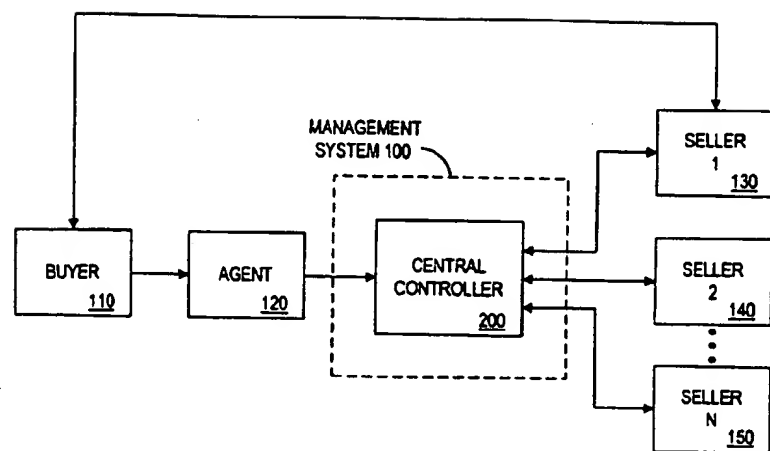 MANAGEMENT
SYSTEM 100
BUYER
110
AGENT
120
CENTRAL
CONTROLLER
200
SELLER
1
130
SELLER
2
140
SELLER
N
150